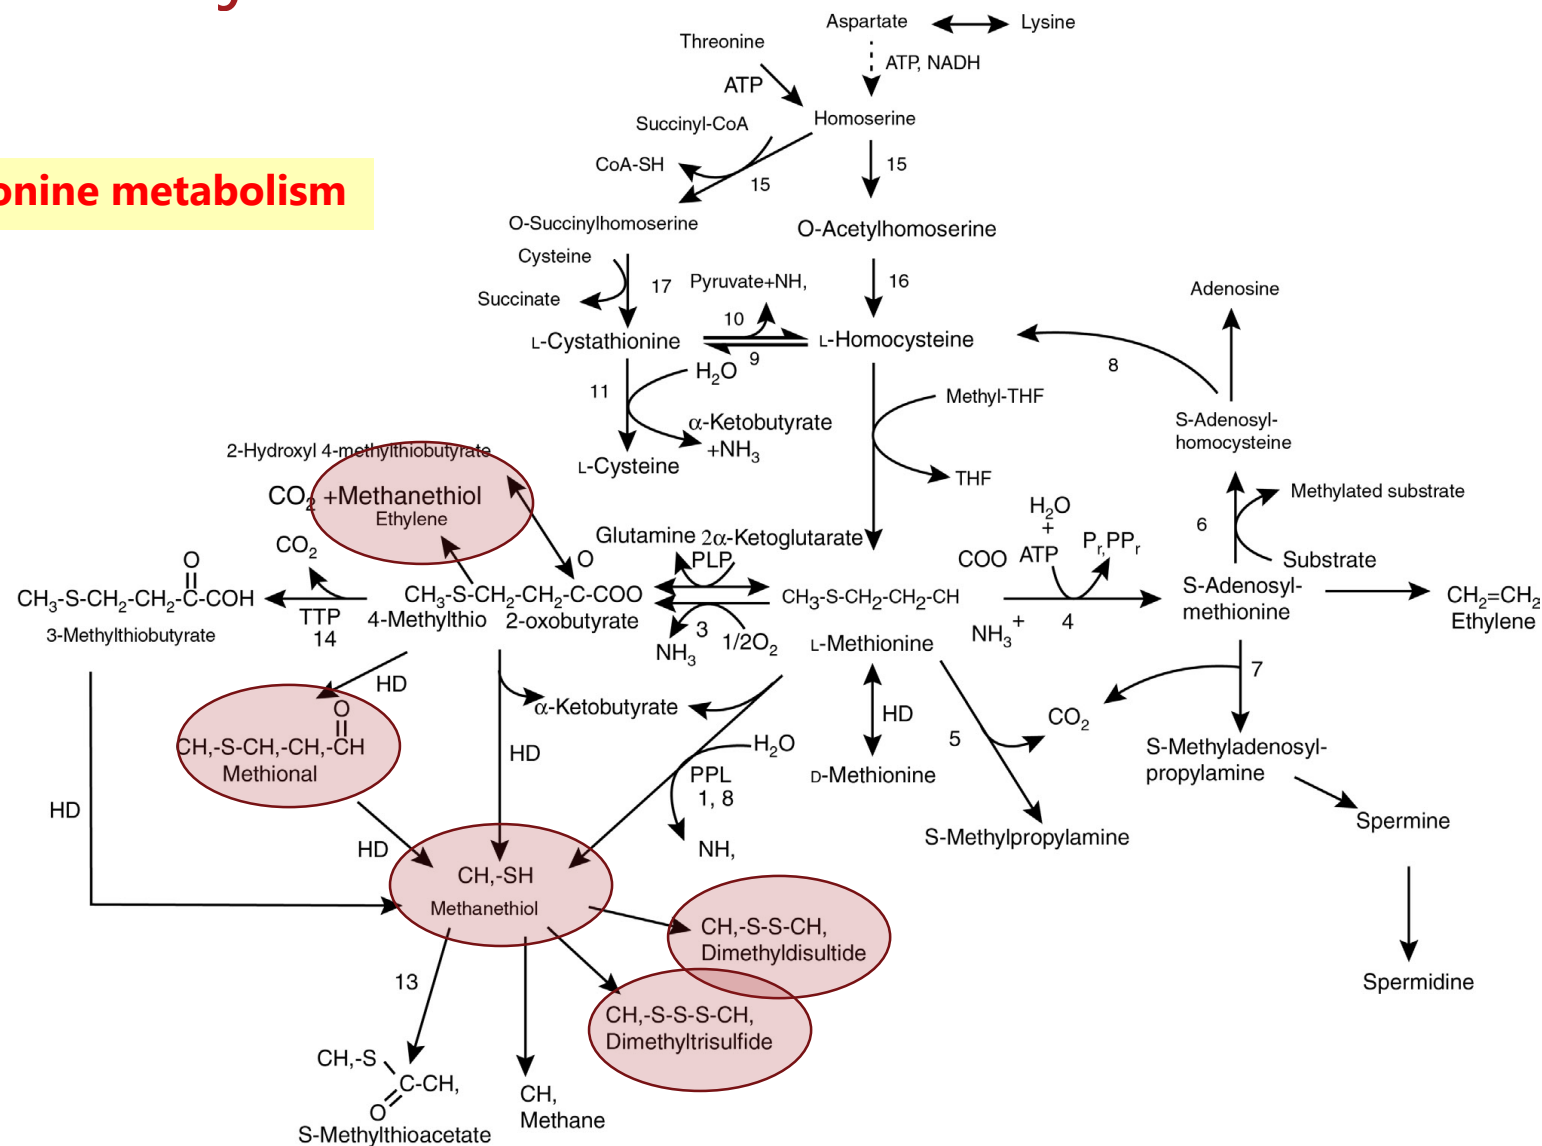 onine metabolism
Aspartate
Lysine
Threonine
ATP, NADH
ATP
Homoserine
Succinyl-CoA
CoA-SH
15
15
O-Succinylhomoserine
O-Acetylhomoserine
Cysteine
Succinate
17
Pyruvate+NH,
16
Adenosine
10
L-Cystathionine
L-Homocysteine
9
8
11
H2O
Methyl-THF
α-Ketobutyrate
+NH3
S-Adenosyl-
homocysteine
L-Cysteine
THF
2-Hydroxyl 4-methylthiobutyrate
CO2 +Methanethiol
Ethylene
H2O
+
ATP
Pr,PPr
Methylated substrate
6
Substrate
Glutamine 2α-Ketoglutarate
PLP
COO
CO2
O
O
CH3-S-CH2-CH2-C-COH
TTP
14
3-Methylthiobutyrate
CH3-S-CH2-CH2-C-COO
4-Methylthio 2-oxobutyrate
CH3-S-CH2-CH2-CH
L-Methionine
NH3+
4
S-Adenosyl-
methionine
CH2=CH2
Ethylene
3
1/2O2
NH3
HD
α-Ketobutyrate
O
CH,-S-CH,-CH,-CH
Methional
HD
H2O
PPL
1, 8
NH,
HD
D-Methionine
5
CO2
7
S-Methyladenosyl-
propylamine
S-Methylpropylamine
Spermine
Spermidine
HD
HD
CH,-SH
Methanethiol
CH,-S-S-CH,
Dimethyldisultide
CH,-S-S-S-CH,
Dimethyltrisulfide
13
CH,-S
C-CH,
O
S-Methylthioacetate
CH,
Methane